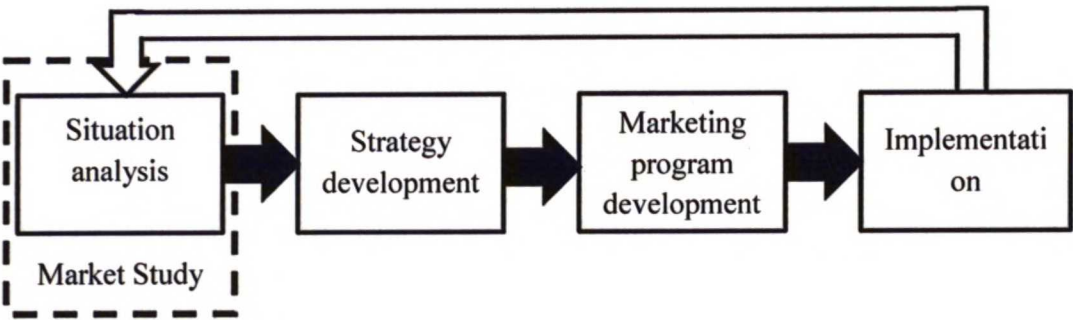 Situation
analysis
Market Study
Strategy
development
Marketing
program
development
Implementati
on